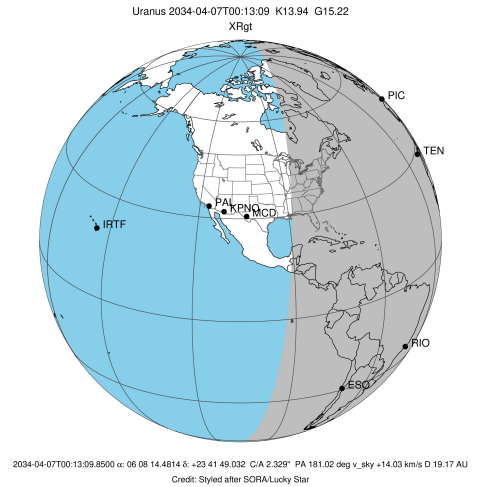 Uranus 2034-04-07T00:13:09 K13.94 G15.22
XRgt
PIC
TEN
PAL
KPNO
MCD
IRTF
RIO
ESO
2034-04-07T00:13:09.8500 α: 06 08 14.4814 δ: +23 41 49.032 C/A 2.329" PA 181.02 deg v_sky +14.03 km/s D 19.17 AU
Credit: Styled after SORA/Lucky Star